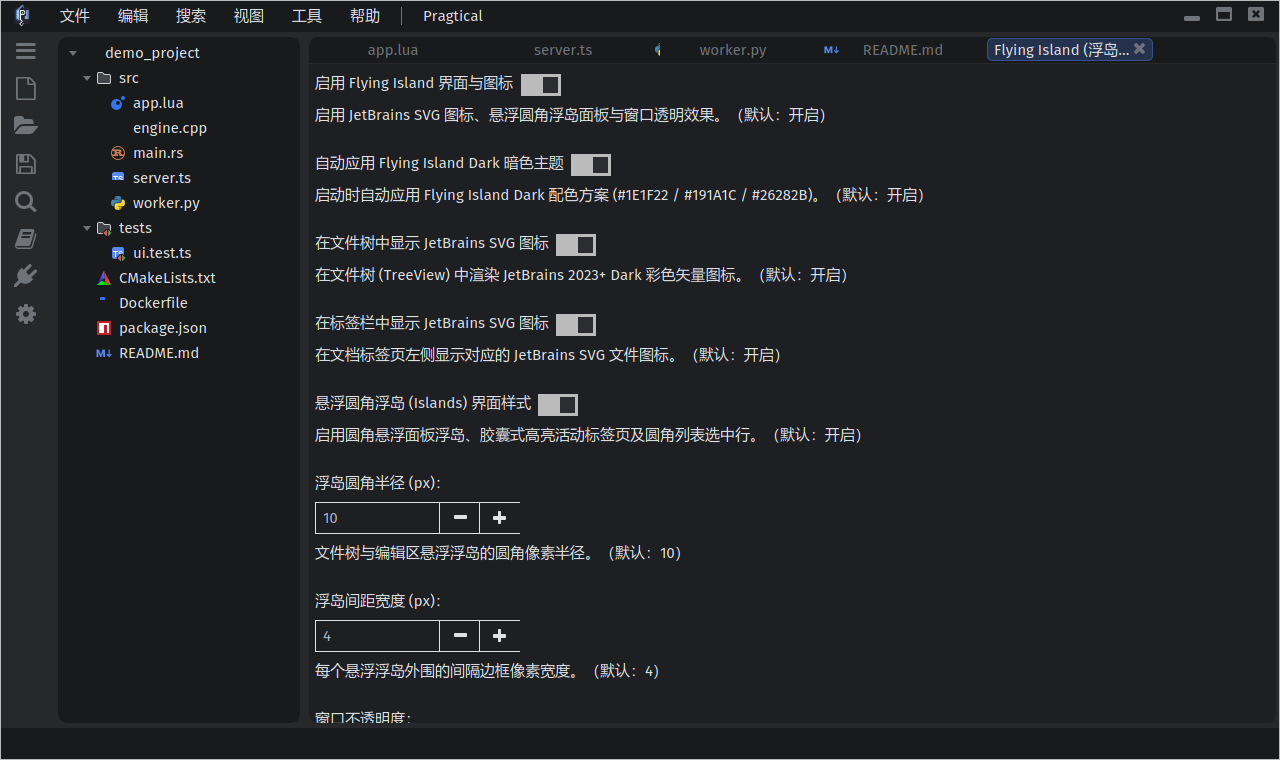 文件 编辑 搜索 视图 工具 帮助 Pragtical
demo_project
src
app.lua
engine.cpp
main.rs
server.ts
worker.py
tests
ui.test.ts
CMakeLists.txt
Dockerfile
package.json
README.md
app.lua server.ts worker.py README.md Flying Island (浮岛...
启用 Flying Island 界面与图标
启用 JetBrains SVG 图标、悬浮圆角浮岛面板与窗口透明效果。（默认：开启）
自动应用 Flying Island Dark 暗色主题
启动时自动应用 Flying Island Dark 配色方案 (#1E1F22 / #191A1C / #26282B)。（默认：开启）
在文件树中显示 JetBrains SVG 图标
在文件树 (TreeView) 中渲染 JetBrains 2023+ Dark 彩色矢量图标。（默认：开启）
在标签栏中显示 JetBrains SVG 图标
在文档标签页左侧显示对应的 JetBrains SVG 文件图标。（默认：开启）
悬浮圆角浮岛 (Islands) 界面样式
启用圆角悬浮面板浮岛、胶囊式高亮活动标签页及圆角列表选中行。（默认：开启）
浮岛圆角半径 (px)：
10
文件树与编辑区悬浮浮岛的圆角像素半径。（默认：10）
浮岛间距宽度 (px)：
4
每个悬浮浮岛外围的间隔边框像素宽度。（默认：4）
窗口不透明度：